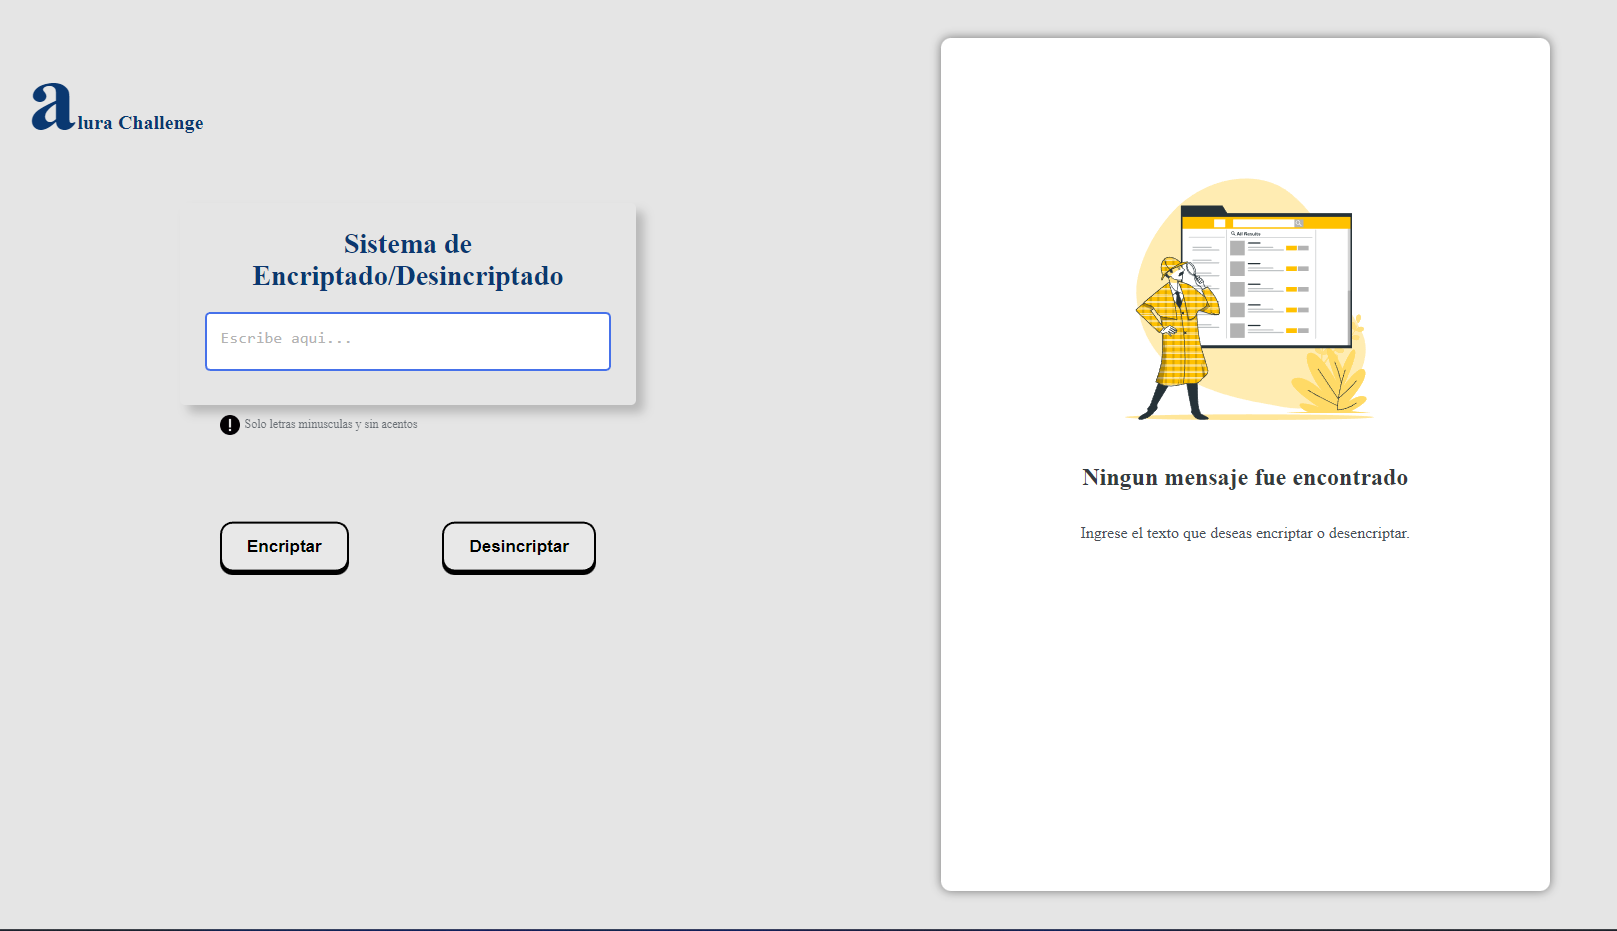 alura Challenge
Sistema de
Encriptado/Desincriptado
Escribe aqui...
! Solo letras minusculas y sin acentos
Encriptar
Desincriptar
All Results
Ningun mensaje fue encontrado
Ingrese el texto que deseas encriptar o desencriptar.